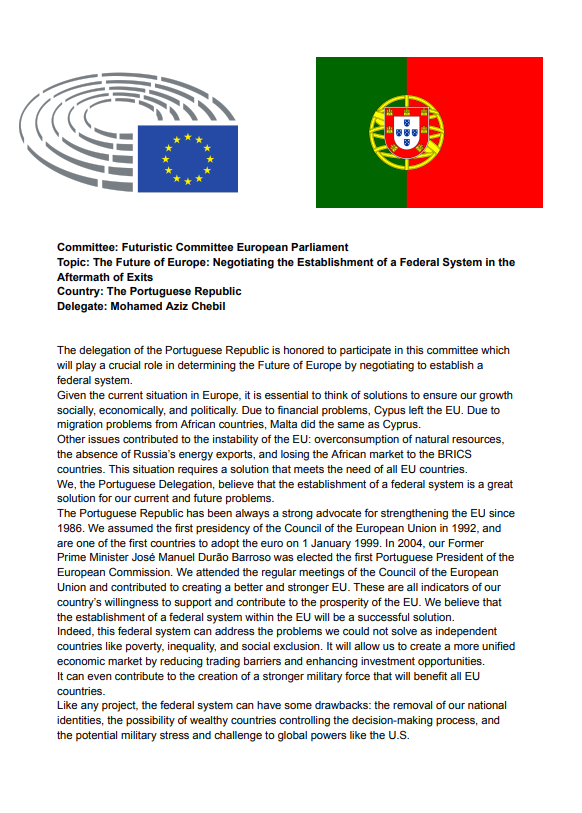 Committee: Futuristic Committee European Parliament
Topic: The Future of Europe: Negotiating the Establishment of a Federal System in the
Aftermath of Exits
Country: The Portuguese Republic
Delegate: Mohamed Aziz Chebil
The delegation of the Portuguese Republic is honored to participate in this committee which
will play a crucial role in determining the Future of Europe by negotiating to establish a
federal system.
Given the current situation in Europe, it is essential to think of solutions to ensure our growth
socially, economically, and politically. Due to financial problems, Cypus left the EU. Due to
migration problems from African countries, Malta did the same as Cyprus.
Other issues contributed to the instability of the EU: overconsumption of natural resources,
the absence of Russia's energy exports, and losing the African market to the BRICS
countries. This situation requires a solution that meets the need of all EU countries.
We, the Portuguese Delegation, believe that the establishment of a federal system is a great
solution for our current and future problems.
The Portuguese Republic has been always a strong advocate for strengthening the EU since
1986. We assumed the first presidency of the Council of the European Union in 1992, and
are one of the first countries to adopt the euro on 1 January 1999. In 2004, our Former
Prime Minister José Manuel Durão Barroso was elected the first Portuguese President of the
European Commission. We attended the regular meetings of the Council of the European
Union and contributed to creating a better and stronger EU. These are all indicators of our
country's willingness to support and contribute to the prosperity of the EU. We believe that
the establishment of a federal system within the EU will be a successful solution.
Indeed, this federal system can address the problems we could not solve as independent
countries like poverty, inequality, and social exclusion. It will allow us to create a more unified
economic market by reducing trading barriers and enhancing investment opportunities.
It can even contribute to the creation of a stronger military force that will benefit all EU
countries.
Like any project, the federal system can have some drawbacks: the removal of our national
identities, the possibility of wealthy countries controlling the decision-making process, and
the potential military stress and challenge to global powers like the U.S.